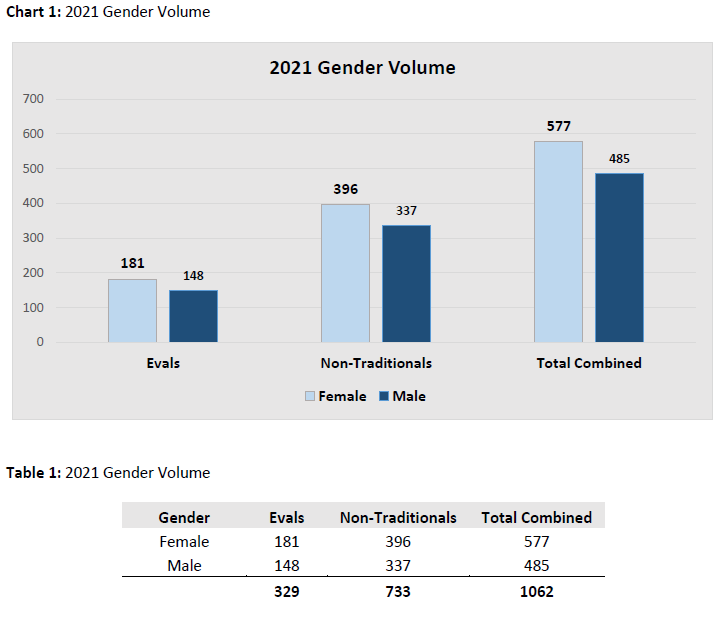 Chart 1: 2021 Gender Volume
2021 Gender Volume
700
600
500
400
300
200
100
0
181
148
396
337
577
485
Evals Non-Traditionals Total Combined
Female Male
Table 1: 2021 Gender Volume
Gender Evals Non-Traditionals Total Combined
Female 181 396 577
Male 148 337 485
329 733 1062